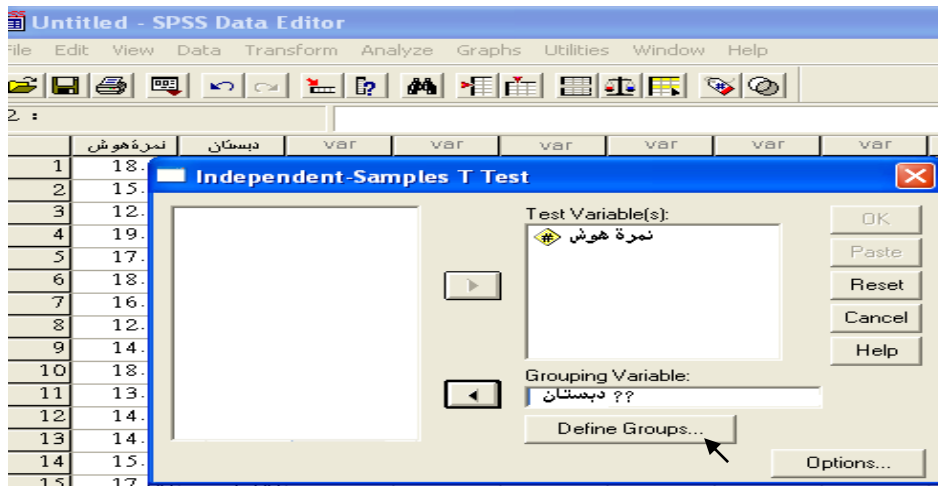 Untitled - SPSS Data Editor
File Edit View Data Transform Analyze Graphs Utilities Window Help
2 :
نمرةهوش دبستان var var var var var var
1 18.
2 15.
3 12.
4 19.
5 17.
6 18.
7 16.
8 12.
9 14.
10 18.
11 13.
12 14.
13 14.
14 15.
15 17
Independent-Samples T Test
Test Variable(s):
نمرة هوش
OK
Paste
Reset
Cancel
Help
Grouping Variable:
دبستان ??
Define Groups...
Options...